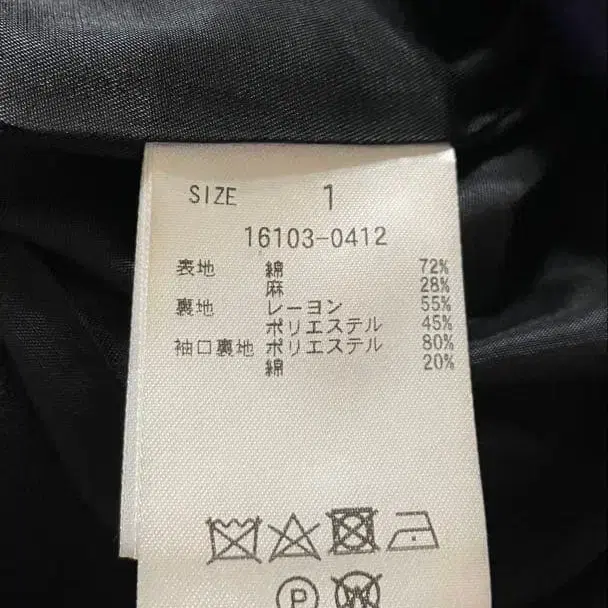 SIZE 1
16103-0412
表地 綿 72%
麻 28%
裏地 レーヨン 55%
ポリエステル 45%
袖口裏地 ポリエステル 80%
綿 20%
P W